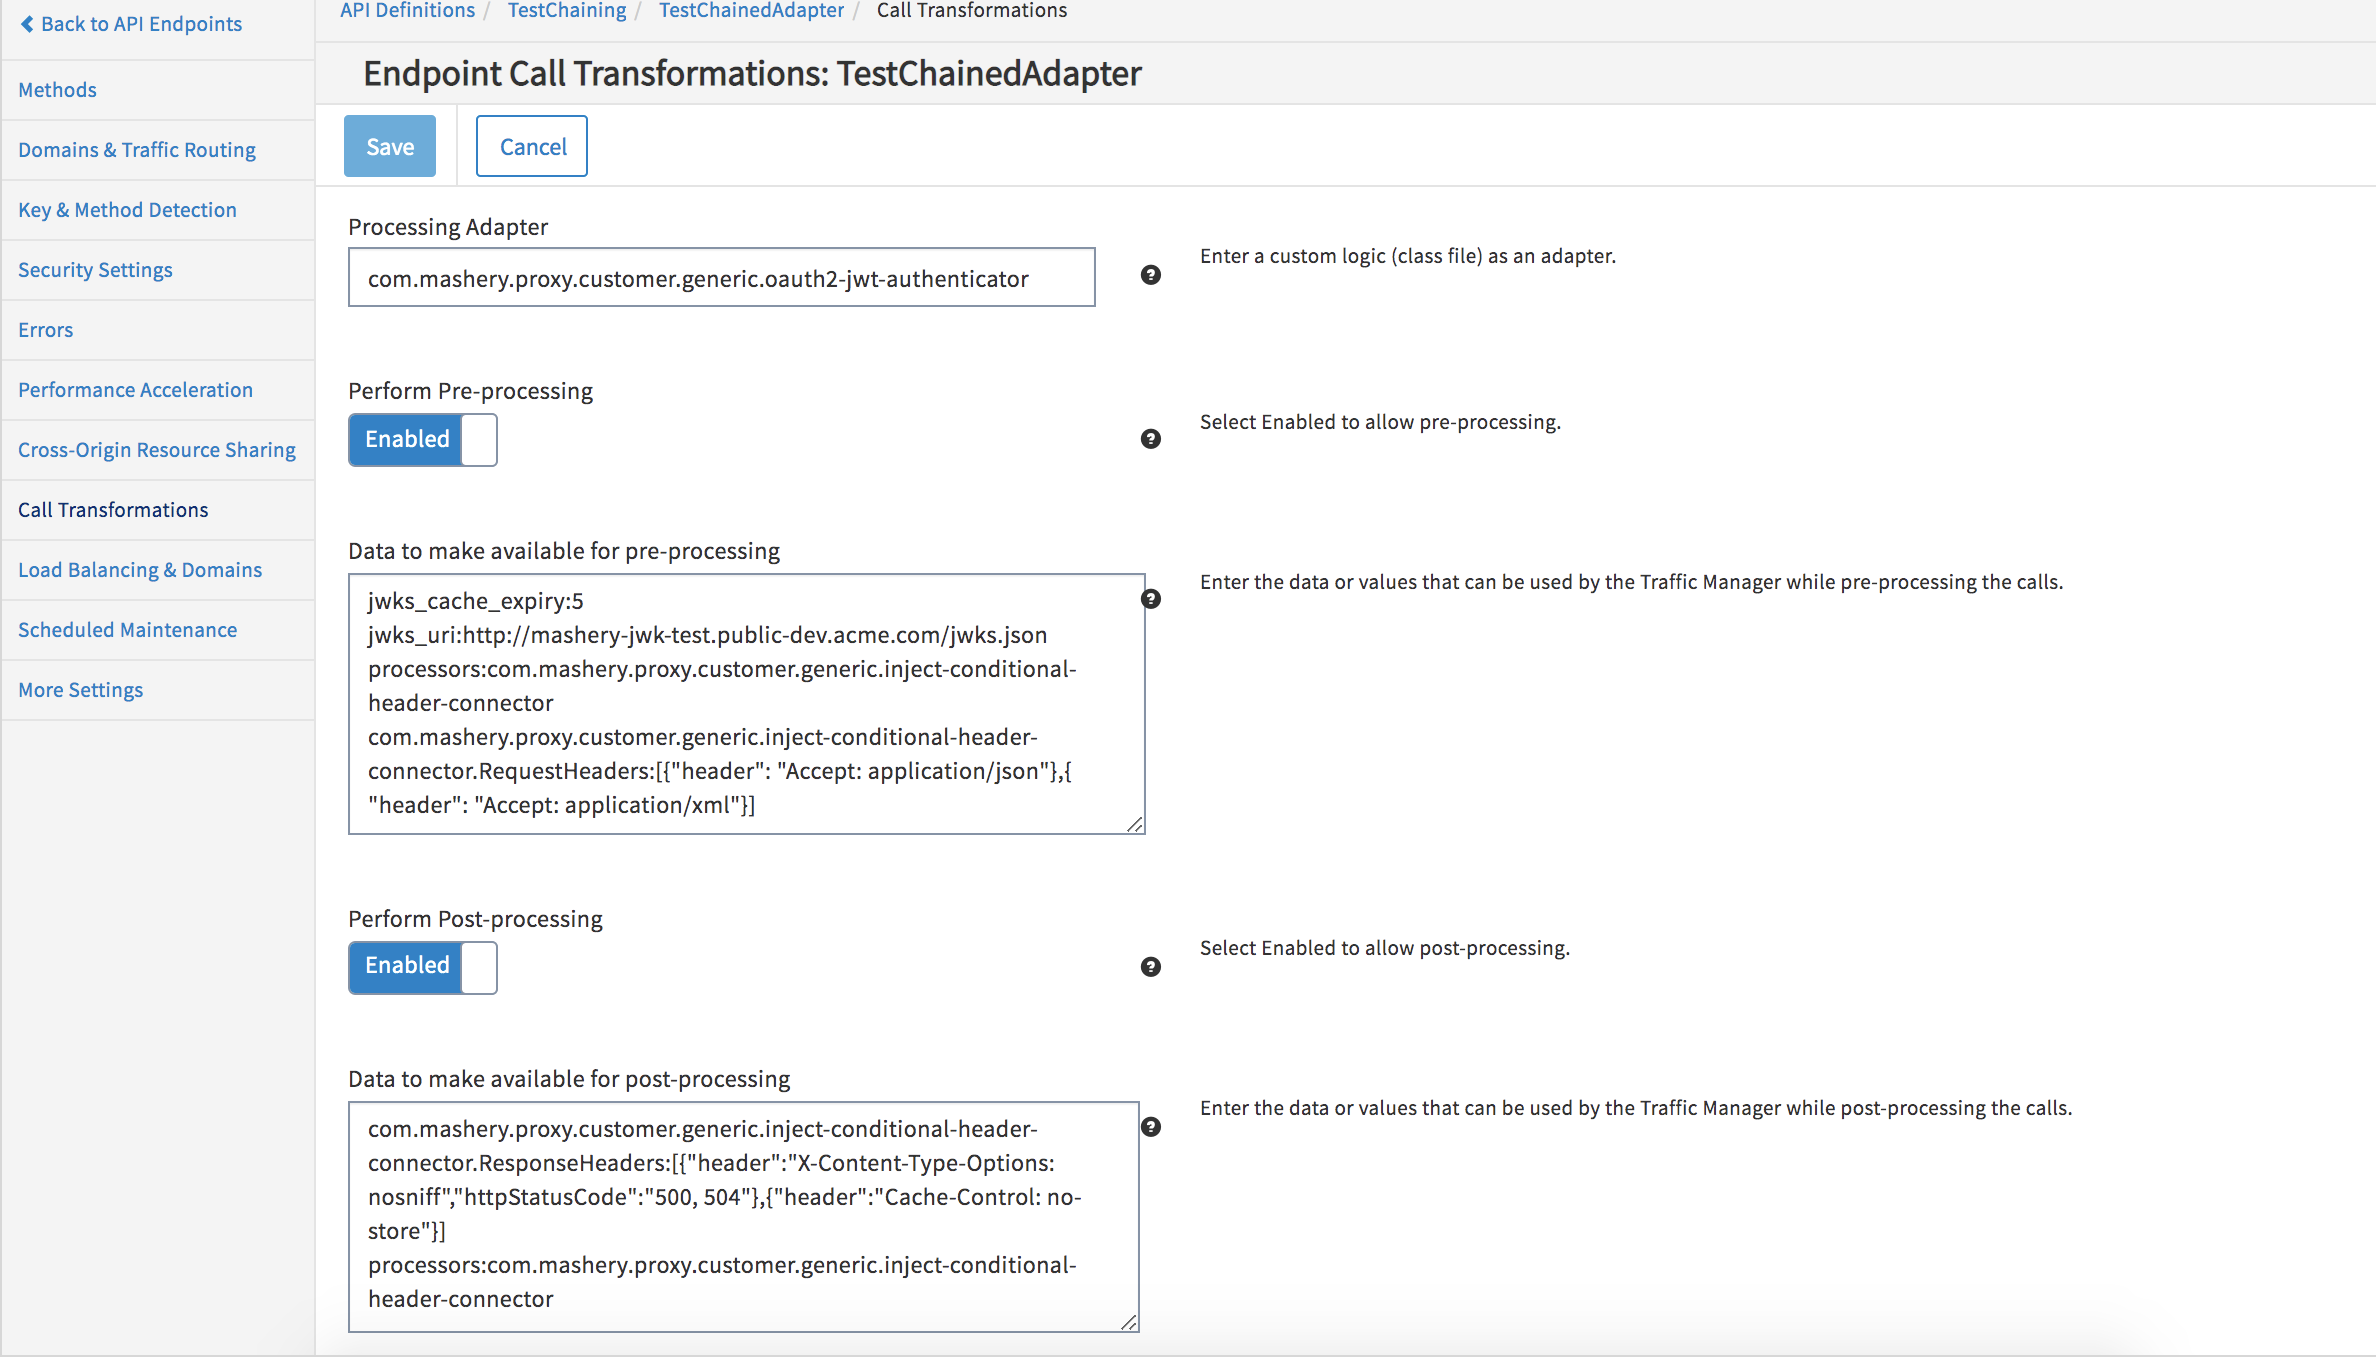 Back to API Endpoints
Methods
Domains & Traffic Routing
Key & Method Detection
Security Settings
Errors
Performance Acceleration
Cross-Origin Resource Sharing
Call Transformations
Load Balancing & Domains
Scheduled Maintenance
More Settings
API Definitions / TestChaining / TestChainedAdapter / Call Transformations
Endpoint Call Transformations: TestChainedAdapter
Save
Cancel
Processing Adapter
com.mashery.proxy.customer.generic.oauth2-jwt-authenticator
Enter a custom logic (class file) as an adapter.
Perform Pre-processing
Enabled
Select Enabled to allow pre-processing.
Data to make available for pre-processing
jwks_cache_expiry:5
jwks_uri:http://mashery-jwk-test.public-dev.acme.com/jwks.json
processors:com.mashery.proxy.customer.generic.inject-conditional-
header-connector
com.mashery.proxy.customer.generic.inject-conditional-header-
connector.RequestHeaders:[{"header": "Accept: application/json"},{
"header": "Accept: application/xml"}]
Enter the data or values that can be used by the Traffic Manager while pre-processing the calls.
Perform Post-processing
Enabled
Select Enabled to allow post-processing.
Data to make available for post-processing
com.mashery.proxy.customer.generic.inject-conditional-header-
connector.ResponseHeaders:[{"header":"X-Content-Type-Options:
nosniff","httpStatusCode":"500, 504"},{"header":"Cache-Control: no-
store"}]
processors:com.mashery.proxy.customer.generic.inject-conditional-
header-connector
Enter the data or values that can be used by the Traffic Manager while post-processing the calls.